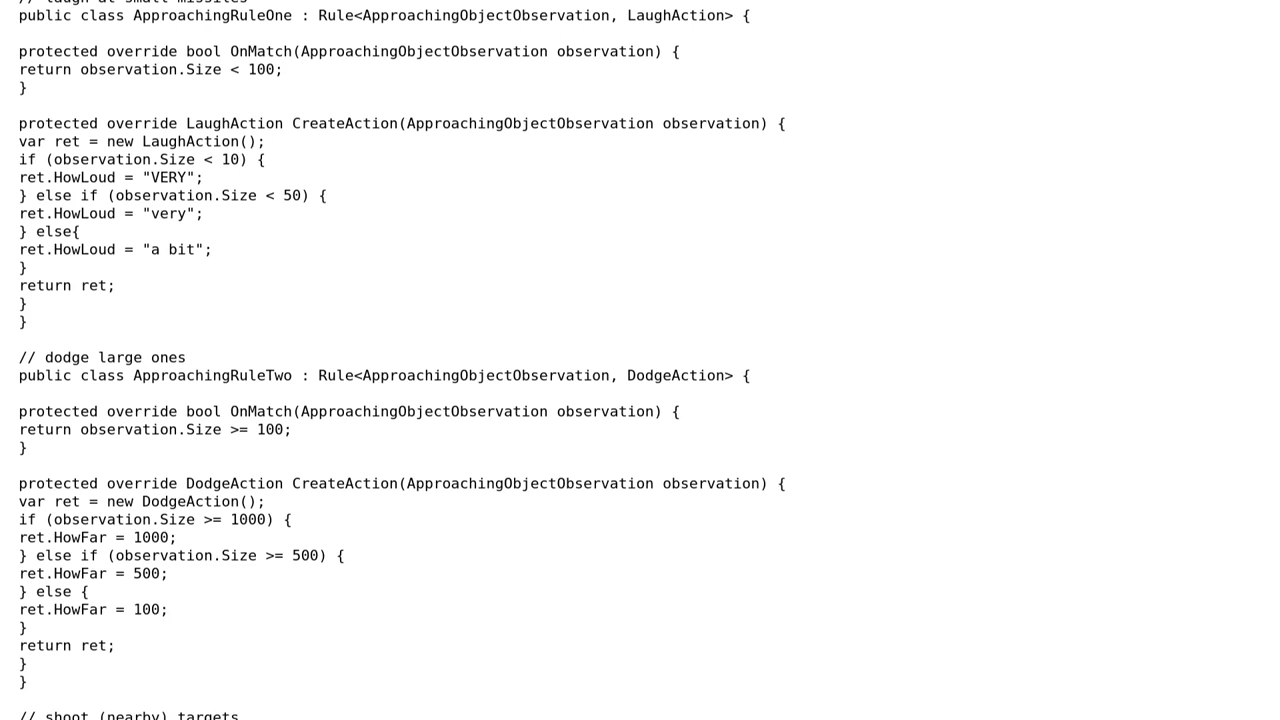 // laugh at small missiles
public class ApproachingRuleOne : Rule<ApproachingObjectObservation, LaughAction> {
protected override bool OnMatch(ApproachingObjectObservation observation) {
return observation.Size < 100;
}
protected override LaughAction CreateAction(ApproachingObjectObservation observation) {
var ret = new LaughAction();
if (observation.Size < 10) {
ret.HowLoud = "VERY";
} else if (observation.Size < 50) {
ret.HowLoud = "very";
} else{
ret.HowLoud = "a bit";
}
return ret;
}
}
// dodge large ones
public class ApproachingRuleTwo : Rule<ApproachingObjectObservation, DodgeAction> {
protected override bool OnMatch(ApproachingObjectObservation observation) {
return observation.Size >= 100;
}
protected override DodgeAction CreateAction(ApproachingObjectObservation observation) {
var ret = new DodgeAction();
if (observation.Size >= 1000) {
ret.HowFar = 1000;
} else if (observation.Size >= 500) {
ret.HowFar = 500;
} else {
ret.HowFar = 100;
}
return ret;
}
}
// shoot (nearby) targets